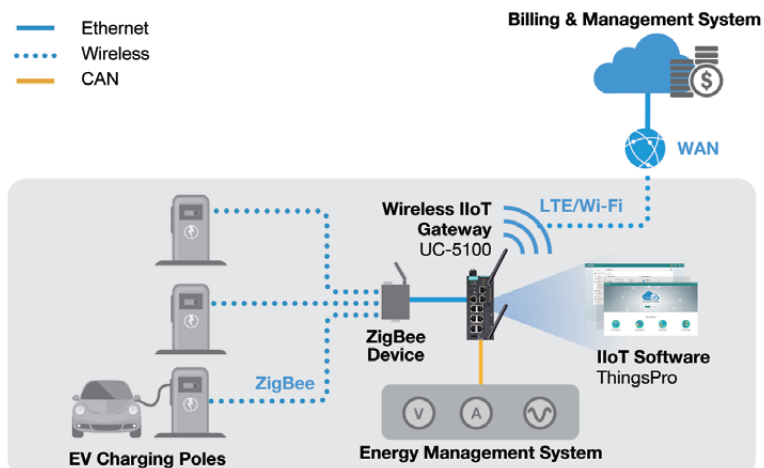 Billing & Management System
Ethernet
Wireless
CAN
$
WAN
LTE/Wi-Fi
Wireless IIoT
Gateway
UC-5100
ZigBee
Device
IIoT Software
ThingsPro
ZigBee
V
A
EV Charging Poles
Energy Management System